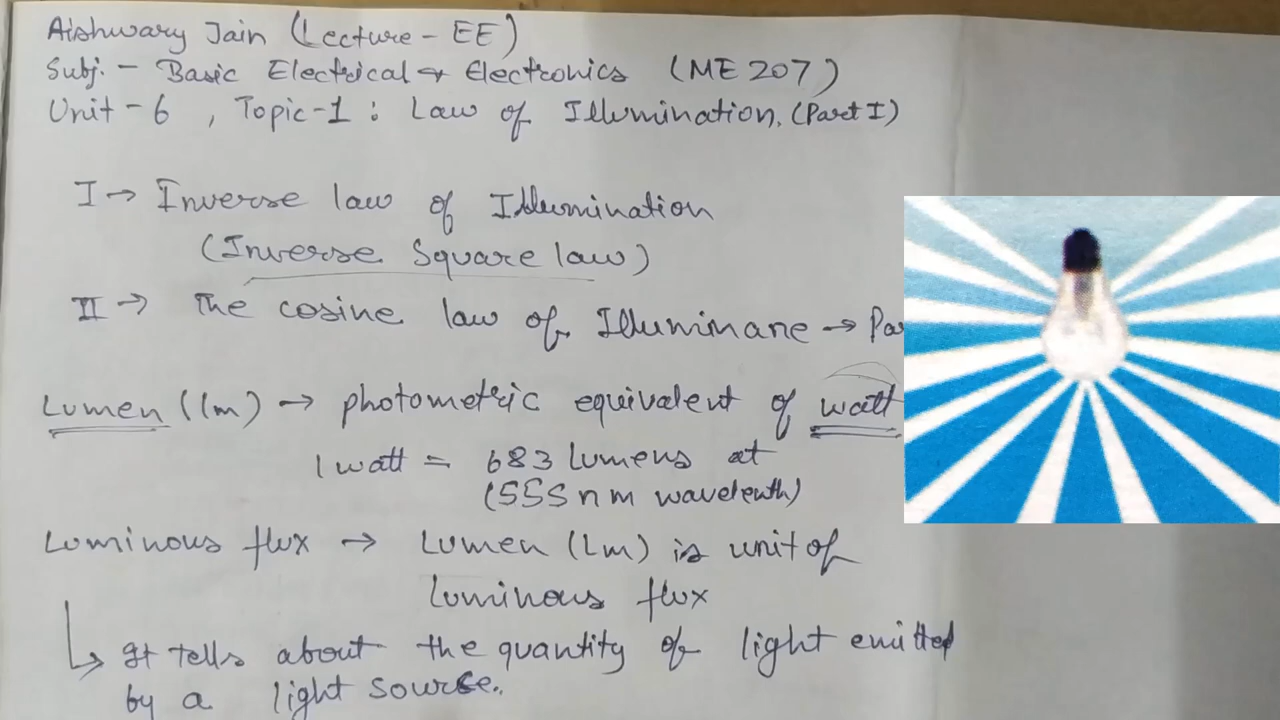 Aishwary Jain (Lecture - EE)
Subj. - Basic Electrical & Electronics (ME 207)
Unit - 6 , Topic-1 : Law of Illumination. (Part I)
I → Inverse law of Illumination
(Inverse Square law)
II → The cosine law of Illuminane → Pa
Lumen (lm) → photometric equivalent of watt
1 watt = 683 Lumens at
(555 nm wavelenth)
Luminous flux → Lumen (Lm) is unit of
Luminous flux
↳ It tells about the quantity of light emitted
by a light source.